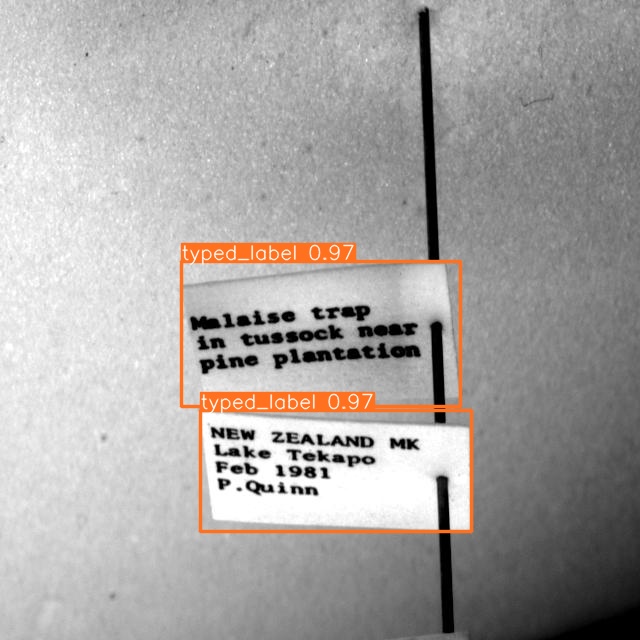 typed_label 0.97
Malaise trap
in tussock near
pine plantation
typed_label 0.97
NEW ZEALAND MK
Lake Tekapo
Feb 1981
P.Quinn